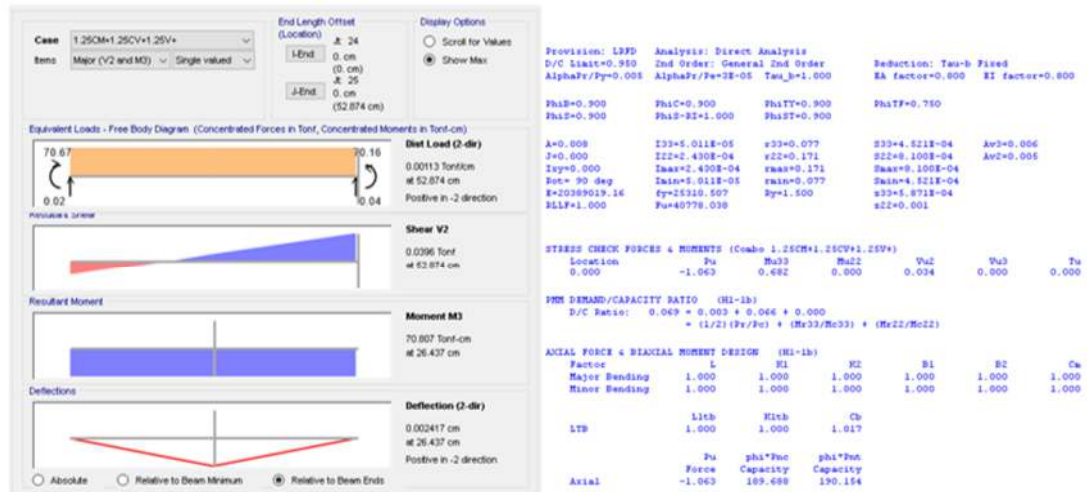 Case 1.25CM+1.25CV+1.25V+
Items Major (V2 and M3) Single valued
End Length Offset
(Location)
I-End
Jt: 24
0. cm
(0. cm)
J-End
Jt: 25
0. cm
(52.874 cm)
Display Options
Scroll for Values
Show Max
Equivalent Loads - Free Body Diagram (Concentrated Forces in Tonf, Concentrated Moments in Tonf-cm)
70.67
70.16
0.02
0.04
Dist Load (2-dir)
0.00113 Tonf/cm
at 52.874 cm
Positive in -2 direction
Resultant Shear
Shear V2
0.0396 Tonf
at 52.874 cm
Resultant Moment
Moment M3
70.807 Tonf-cm
at 26.437 cm
Deflections
Deflection (2-dir)
0.002417 cm
at 26.437 cm
Positive in -2 direction
Absolute Relative to Beam Minimum Relative to Beam Ends
Provision: LRFD Analysis: Direct Analysis
D/C Limit=0.950 2nd Order: General 2nd Order Reduction: Tau-b Fixed
AlphaPr/Py=0.005 AlphaPr/Pe=3E-05 Tau_b=1.000 EA factor=0.800 EI factor=0.800
PhiB=0.900 PhiC=0.900 PhiTY=0.900 PhiTF=0.750
PhiS=0.900 PhiS-RI=1.000 PhiST=0.900
A=0.008 I33=5.011E-05 r33=0.077 S33=4.521E-04 Av3=0.006
J=0.000 I22=2.430E-04 r22=0.171 S22=8.100E-04 Av2=0.005
Ixy=0.000 Imax=2.430E-04 rmax=0.171 Smax=8.100E-04
Rot= 90 deg Imin=5.011E-05 rmin=0.077 Smin=4.521E-04
E=20389019.16 fy=25310.507 Ry=1.500 z33=5.871E-04
RLLF=1.000 Fu=40778.038 z22=0.001
STRESS CHECK FORCES & MOMENTS (Combo 1.25CM+1.25CV+1.25V+)
Location Pu Mu33 Mu22 Vu2 Vu3 Tu
0.000 -1.063 0.682 0.000 0.034 0.000 0.000
PMM DEMAND/CAPACITY RATIO (H1-1b)
D/C Ratio: 0.069 = 0.003 + 0.066 + 0.000
= (1/2)(Pr/Pc) + (Mr33/Mc33) + (Mr22/Mc22)
AXIAL FORCE & BIAXIAL MOMENT DESIGN (H1-1b)
Factor L K1 K2 B1 B2 Cm
Major Bending 1.000 1.000 1.000 1.000 1.000 1.000
Minor Bending 1.000 1.000 1.000 1.000 1.000 1.000
Lltb Kltb Cb
LTB 1.000 1.000 1.017
Pu phi*Pnc phi*Pnt
Force Capacity Capacity
Axial -1.063 189.688 190.154